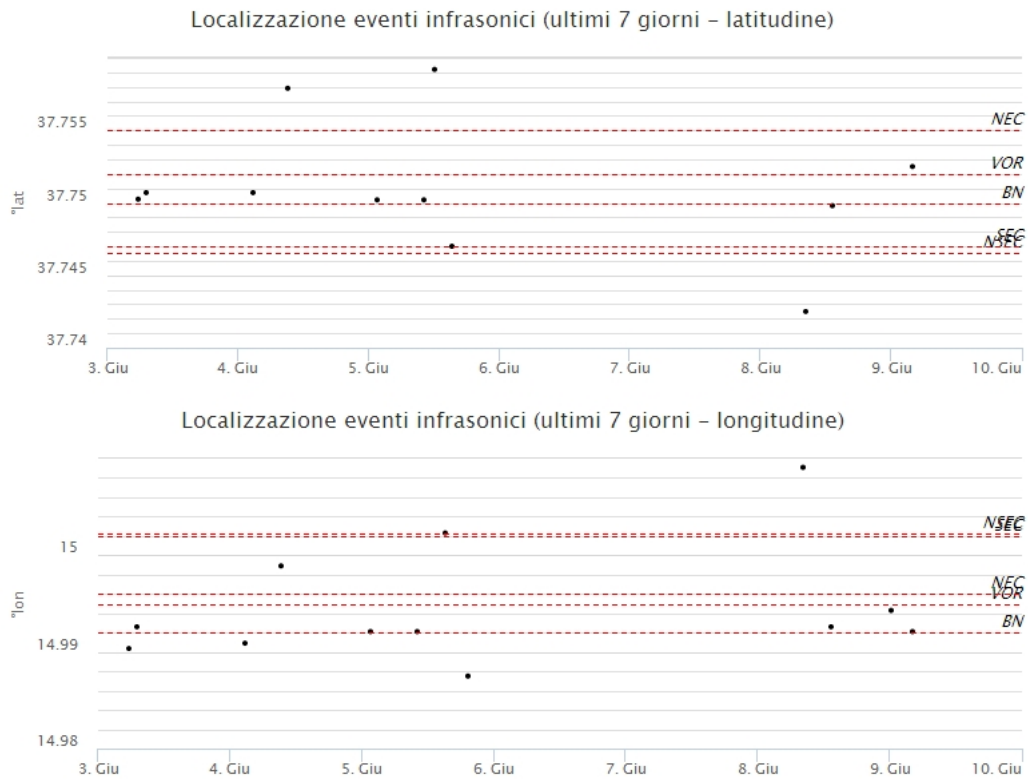 Localizzazione eventi infrasonici (ultimi 7 giorni – latitudine)
37.755
NEC
VOR
37.75
BN
°lat
SEC
NSEC
37.745
37.74
3. Giu 4. Giu 5. Giu 6. Giu 7. Giu 8. Giu 9. Giu 10. Giu
Localizzazione eventi infrasonici (ultimi 7 giorni – longitudine)
NSEC
SEC
15
NEC
VOR
°lon
BN
14.99
14.98
3. Giu 4. Giu 5. Giu 6. Giu 7. Giu 8. Giu 9. Giu 10. Giu